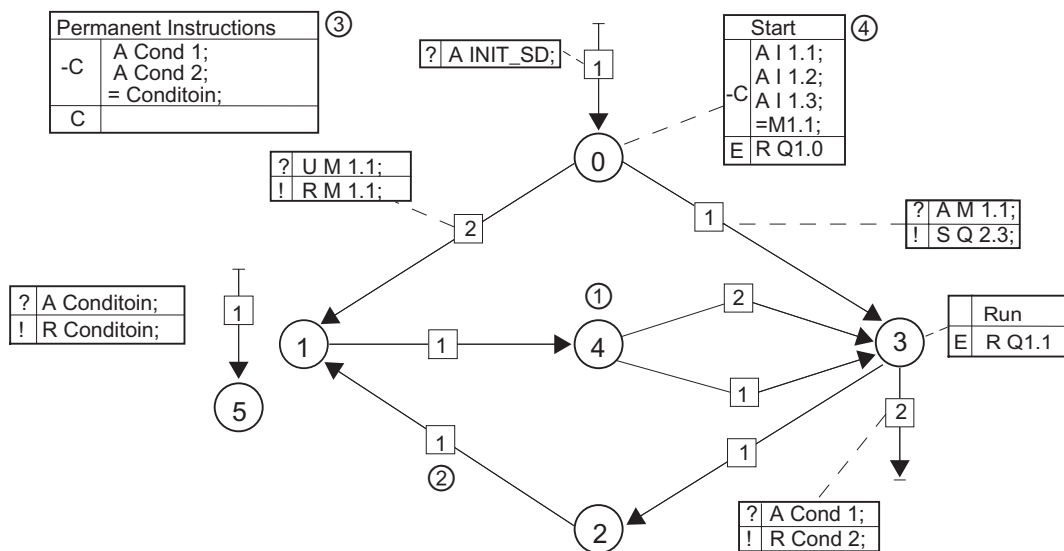 Permanent Instructions
3
-C
A Cond 1;
A Cond 2;
= Conditoin;
C
? A INIT_SD;
1
Start
4
-C
A I 1.1;
A I 1.2;
A I 1.3;
=M1.1;
E R Q1.0
0
? U M 1.1;
! R M 1.1;
2
1
? A M 1.1;
! S Q 2.3;
? A Conditoin;
! R Conditoin;
1
5
1
1
1
4
2
1
3
Run
E R Q1.1
2
1
1
2
2
? A Cond 1;
! R Cond 2;